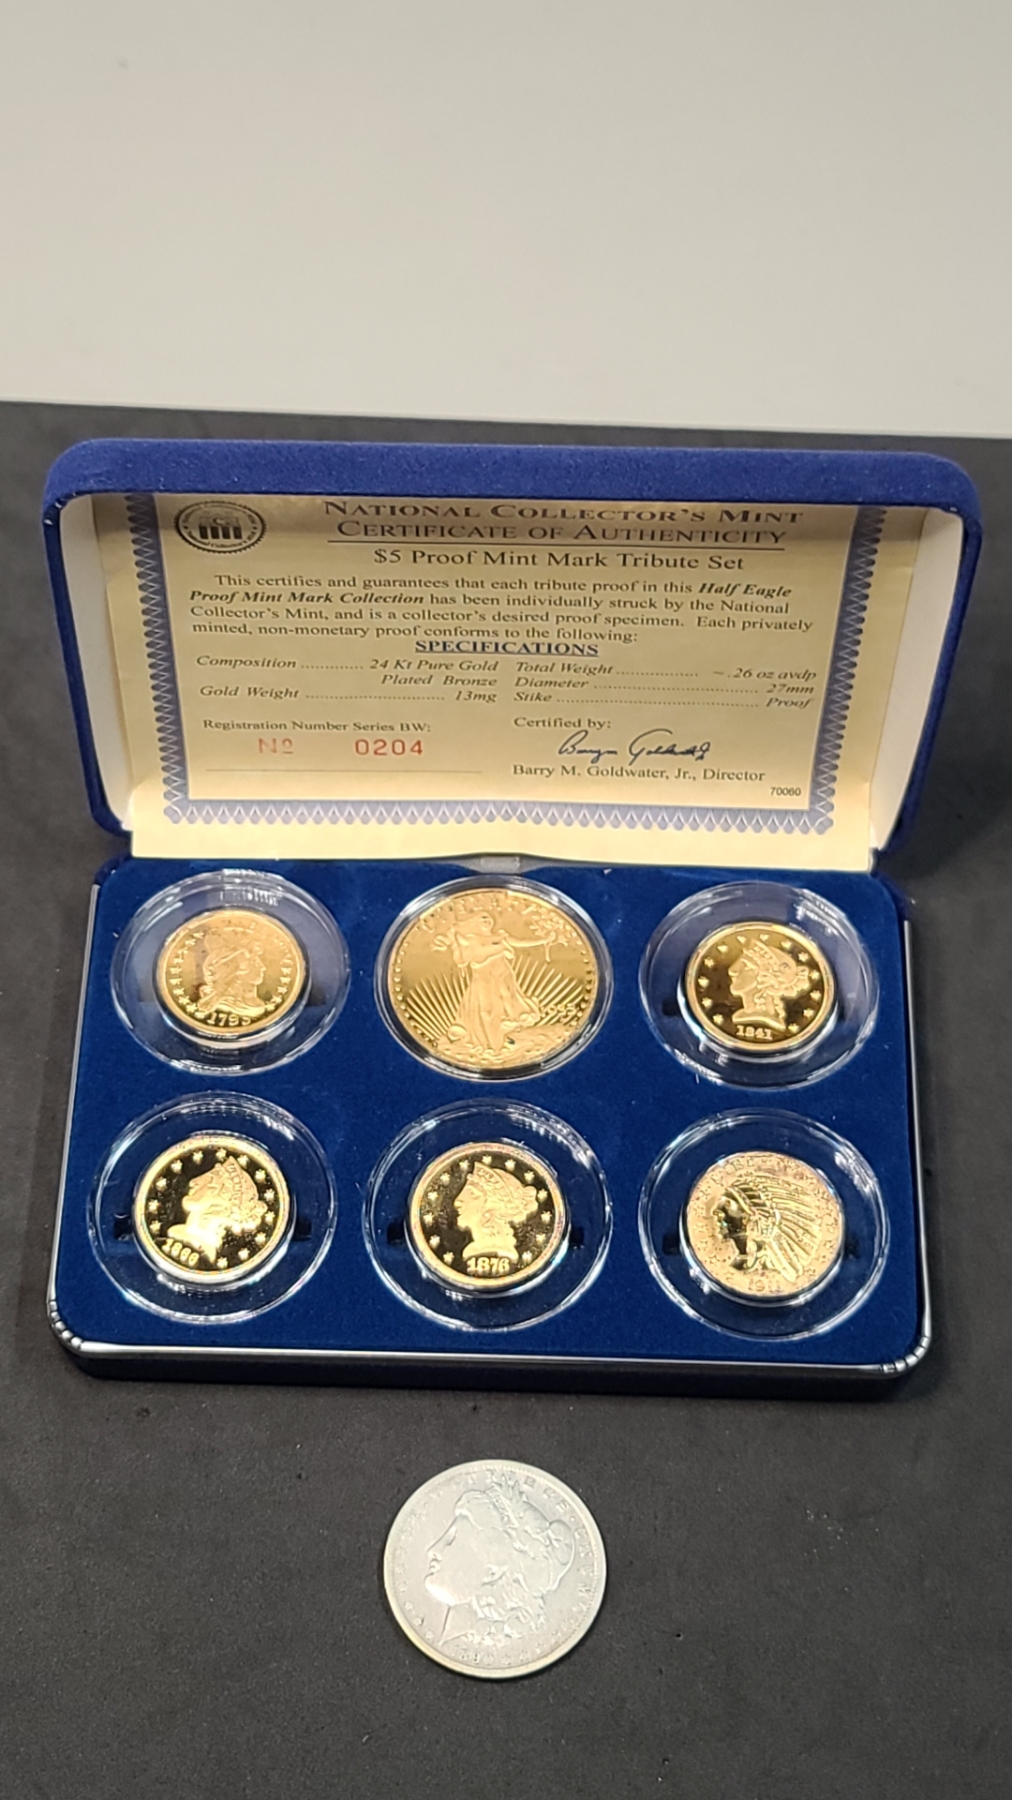 NATIONAL COLLECTOR'S MINT
CERTIFICATE OF AUTHENTICITY
$5 Proof Mint Mark Tribute Set
This certifies and guarantees that each tribute proof in this Half Eagle
Proof Mint Mark Collection has been individually struck by the National
Collector's Mint, and is a collector's desired proof specimen. Each privately
minted, non-monetary proof conforms to the following:
SPECIFICATIONS
Composition ............ 24 Kt Pure Gold
Plated Bronze
Gold Weight ........................ 13mg
Total Weight ................ ~ .26 oz avdp
Diameter ................................ 27mm
Stike ........................................ Proof
Registration Number Series BW:
No 0204
Certified by:
Barry M. Goldwater, Jr., Director
70060
1795
1841
1866
1876
1911